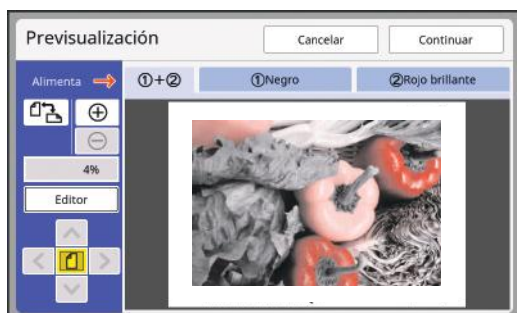 Previsualización
Cancelar
Continuar
Alimenta
①+②
①Negro
②Rojo brillante
4%
Editor